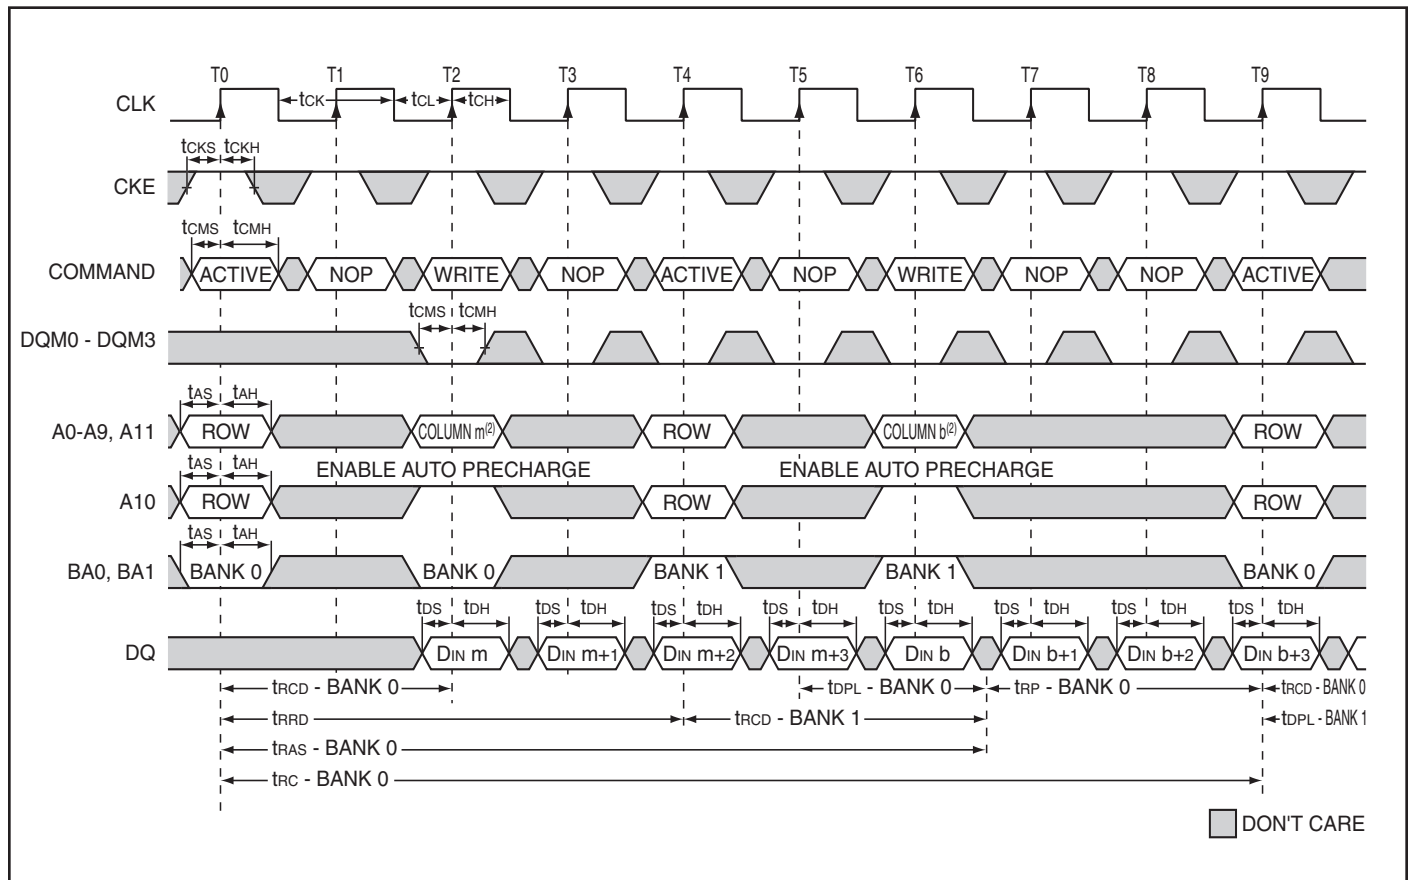 T0 T1 T2 T3 T4 T5 T6 T7 T8 T9
CLK tCK tCL tCH
tCKS tCKH
CKE
tCMS tCMH
COMMAND ACTIVE NOP WRITE NOP ACTIVE NOP WRITE NOP NOP ACTIVE
tCMS tCMH
DQM0 - DQM3
tAS tAH
A0-A9, A11 ROW COLUMN m(2) ROW COLUMN b(2) ROW
tAS tAH ENABLE AUTO PRECHARGE ENABLE AUTO PRECHARGE
A10 ROW ROW ROW
tAS tAH
BA0, BA1 BANK 0 BANK 0 BANK 1 BANK 1 BANK 0
tDS tDH tDS tDH tDS tDH tDS tDH tDS tDH tDS tDH tDS tDH tDS tDH
DQ DIN m DIN m+1 DIN m+2 DIN m+3 DIN b DIN b+1 DIN b+2 DIN b+3
tRCD - BANK 0 tDPL - BANK 0 tRP - BANK 0 tRCD - BANK 0
tRRD tRCD - BANK 1 tDPL - BANK 1
tRAS - BANK 0
tRC - BANK 0
DON'T CARE